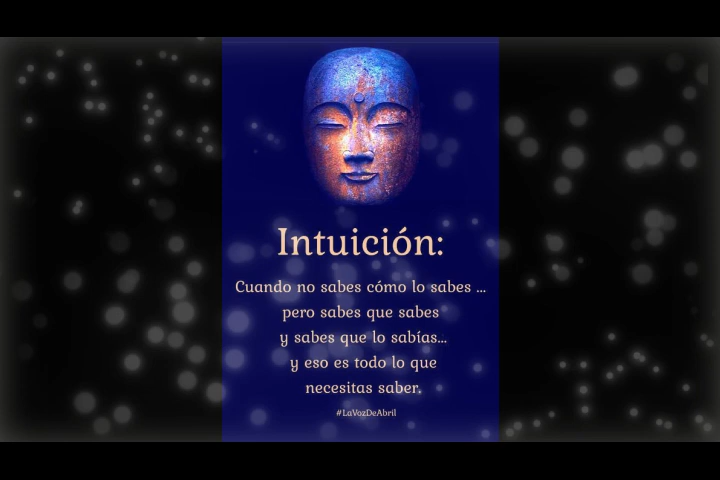 Intuición:
Cuando no sabes cómo lo sabes ...
pero sabes que sabes
y sabes que lo sabías...
y eso es todo lo que
necesitas saber.
#LaVozDeAbril